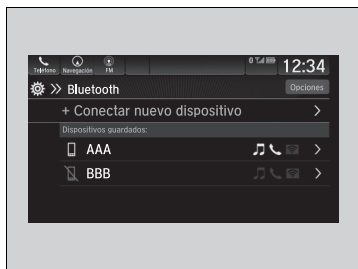 Teléfono Navegación FM
12:34
Bluetooth
Opciones
+ Conectar nuevo dispositivo
Dispositivos guardados:
AAA
BBB